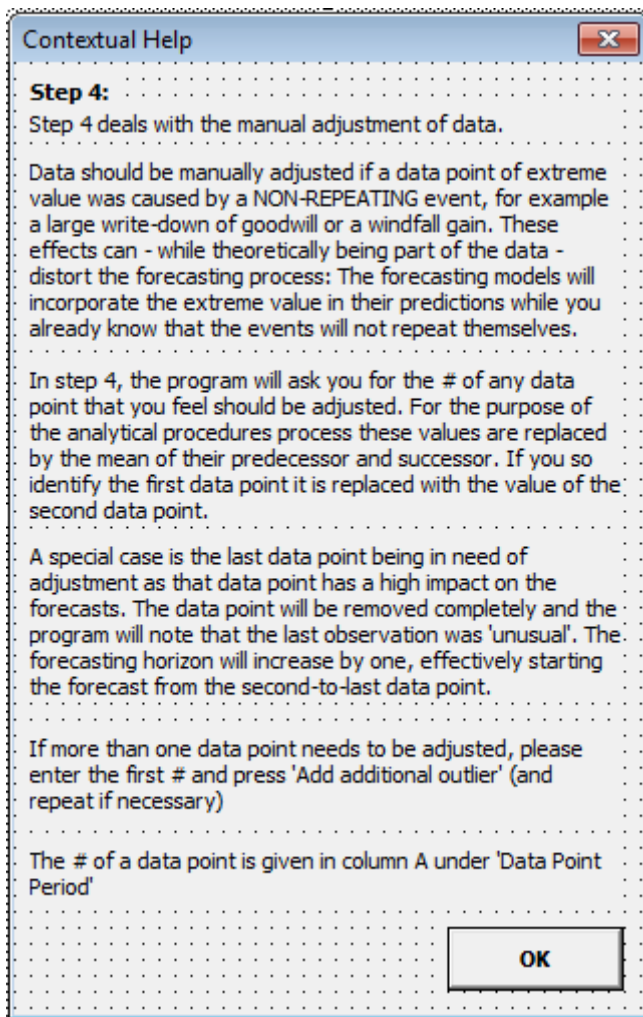 Contextual Help
Step 4:
Step 4 deals with the manual adjustment of data.
Data should be manually adjusted if a data point of extreme
value was caused by a NON-REPEATING event, for example
a large write-down of goodwill or a windfall gain. These
effects can - while theoretically being part of the data -
distort the forecasting process: The forecasting models will
incorporate the extreme value in their predictions while you
already know that the events will not repeat themselves.
In step 4, the program will ask you for the # of any data
point that you feel should be adjusted. For the purpose of
the analytical procedures process these values are replaced
by the mean of their predecessor and successor. If you so
identify the first data point it is replaced with the value of the
second data point.
A special case is the last data point being in need of
adjustment as that data point has a high impact on the
forecasts. The data point will be removed completely and the
program will note that the last observation was 'unusual'. The
forecasting horizon will increase by one, effectively starting
the forecast from the second-to-last data point.
If more than one data point needs to be adjusted, please
enter the first # and press 'Add additional outlier' (and
repeat if necessary)
The # of a data point is given in column A under 'Data Point
Period'
OK